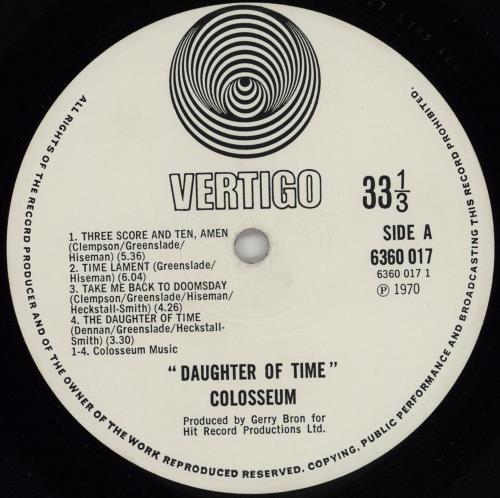 VERTIGO
33 1/3
SIDE A
6360 017
6360 017 1
Ⓟ 1970
1. THREE SCORE AND TEN, AMEN
(Clempson/Greenslade/
Hiseman) (5.36)
2. TIME LAMENT (Greenslade/
Hiseman) (6.04)
3. TAKE ME BACK TO DOOMSDAY
(Clempson/Greenslade/Hiseman/
Heckstall-Smith) (4.26)
4. THE DAUGHTER OF TIME
(Dennan/Greenslade/Heckstall-
Smith) (3.30)
1-4. Colosseum Music
"DAUGHTER OF TIME"
COLOSSEUM
Produced by Gerry Bron for
Hit Record Productions Ltd.
ALL RIGHTS OF THE RECORD PRODUCER AND OF THE OWNER OF THE WORK REPRODUCED RESERVED. COPYING, PUBLIC PERFORMANCE AND BROADCASTING THIS RECORD PROHIBITED.